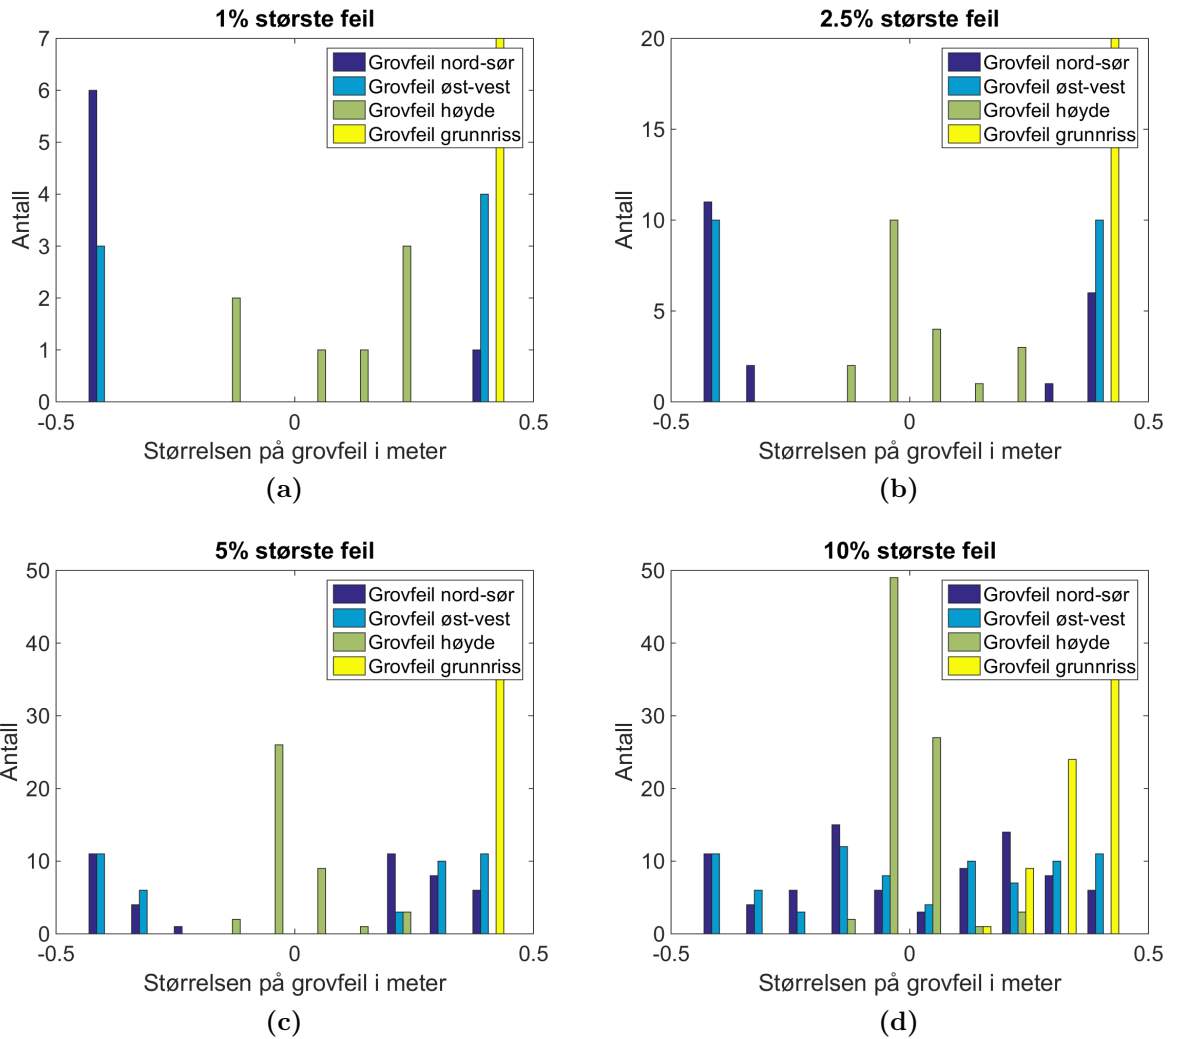 1% største feil
7
6
5
4
3
2
1
0
-0.5
0
0.5
Antall
Størrelsen på grovfeil i meter
Grovfeil nord-sør
Grovfeil øst-vest
Grovfeil høyde
Grovfeil grunnriss
(a)
2.5% største feil
20
15
10
5
0
-0.5
0
0.5
Antall
Størrelsen på grovfeil i meter
Grovfeil nord-sør
Grovfeil øst-vest
Grovfeil høyde
Grovfeil grunnriss
(b)
5% største feil
50
40
30
20
10
0
-0.5
0
0.5
Antall
Størrelsen på grovfeil i meter
Grovfeil nord-sør
Grovfeil øst-vest
Grovfeil høyde
Grovfeil grunnriss
(c)
10% største feil
50
40
30
20
10
0
-0.5
0
0.5
Antall
Størrelsen på grovfeil i meter
Grovfeil nord-sør
Grovfeil øst-vest
Grovfeil høyde
Grovfeil grunnriss
(d)